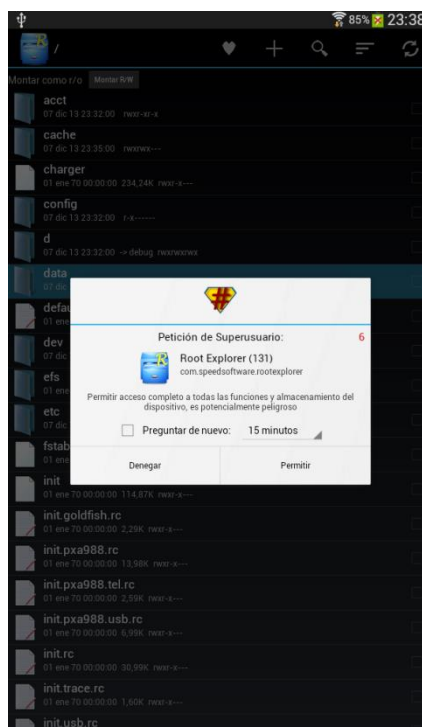 85% 23:38
/
Montar como r/o Montar R/W
acct
07 dic 13 23:32:00 rwxr-xr-x
cache
07 dic 13 23:35:00 rwxrwx---
charger
01 ene 70 00:00:00 234,24K rwxr-x---
config
07 dic 13 23:32:00 r-x------
d
07 dic 13 23:32:00 -> debug rwxrwxrwx
data
07 dic
defau
01 ene
dev
07 dic
efs
01 ene
etc
07 dic
fstab
01 ene
init
01 ene 70 00:00:00 114,87K rwxr-x---
init.goldfish.rc
01 ene 70 00:00:00 2,29K rwxr-x---
init.pxa988.rc
01 ene 70 00:00:00 13,98K rwxr-x---
init.pxa988.tel.rc
01 ene 70 00:00:00 2,59K rwxr-x---
init.pxa988.usb.rc
01 ene 70 00:00:00 6,99K rwxr-x---
init.rc
01 ene 70 00:00:00 30,99K rwxr-x---
init.trace.rc
01 ene 70 00:00:00 1,60K rwxr-x---
init.usb.rc
Petición de Superusuario: 6
Root Explorer (131)
com.speedsoftware.rootexplorer
Permitir acceso completo a todas las funciones y almacenamiento del
dispositivo, es potencialmente peligroso
Preguntar de nuevo: 15 minutos
Denegar Permitir